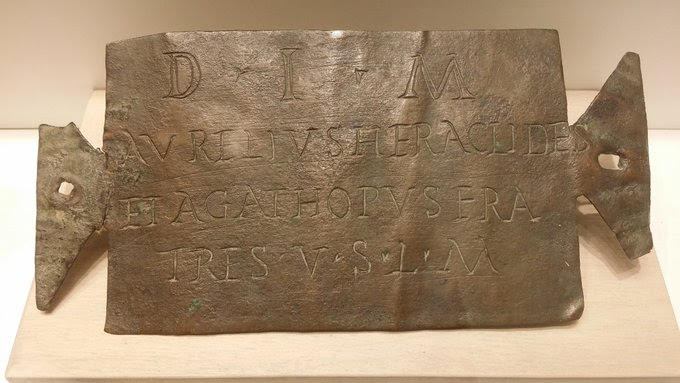 D · I · M
AVRELIVS HERACLIDES
ET AGATHOPVS FRA
TRES · V · S · L · M